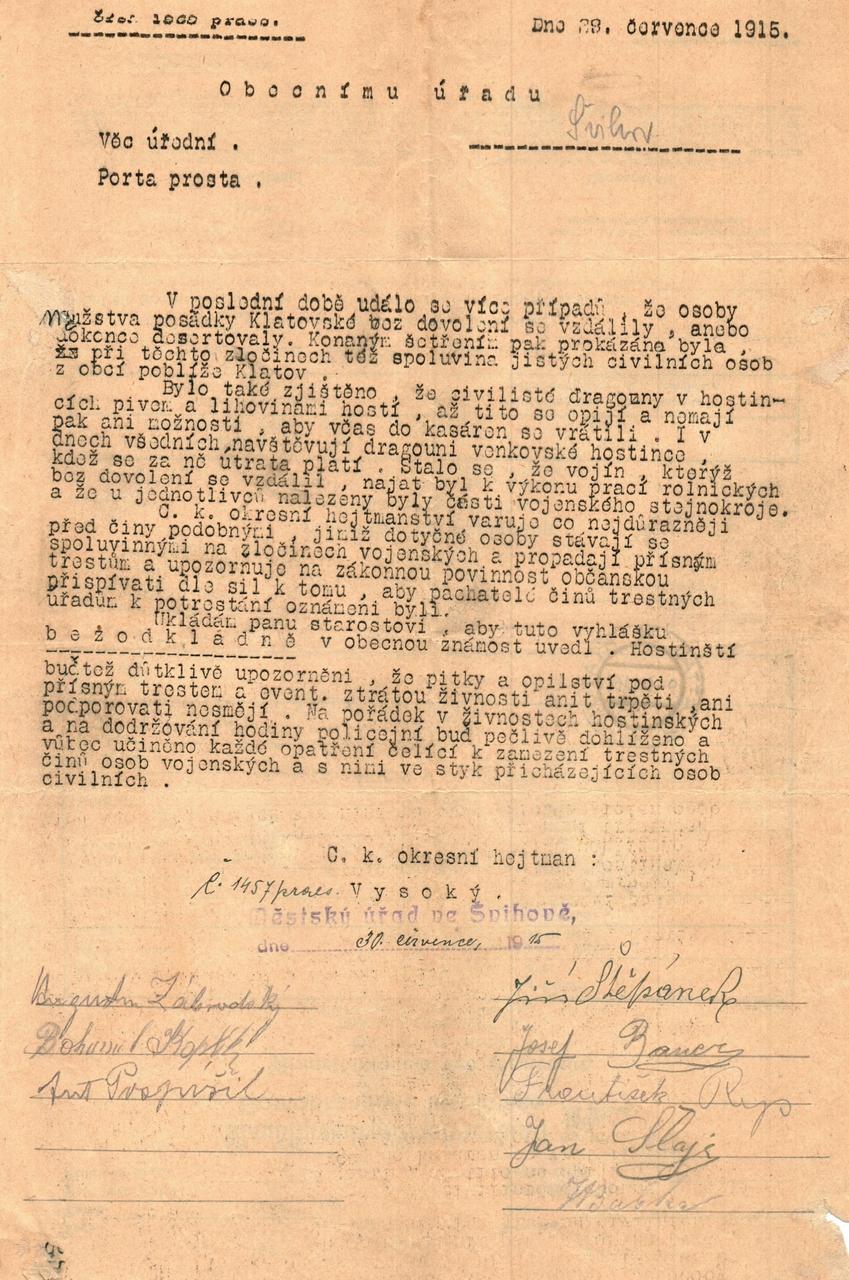 Dne 29. července 1915.
Obecnímu úřadu
Švihov
Věc úřední .
Porta prosta .
V poslední době událo se více případů , že osoby
Mužstva posádky Klatovské bez dovolení se vzdálily , anebo
dokonce desertovaly. Konaným šetřením pak prokázána byla ,
že při těchto zločinech též spoluvina jistých civilních osob
z obcí poblíže Klatov .
Bylo také zjištěno , že civilisté dragouny v hostin-
cích pivem a lihovinami hostí , až tito se opijí a nemají
pak ani možnosti , aby včas do kasáren se vrátili . I v
dnech všedních navštěvují dragouni venkovské hostince ,
kdež se za ně útrata platí . Stalo se , že vojín , kterýž
bez dovolení se vzdálil , najat byl k výkonu prací rolnických
a že u jednotlivců nalezeny byly části vojenského stejnokroje.
C. k. okresní hejtmanství varuje co nejdůrazněji
před činy podobnými , jimiž dotyčné osoby stávají se
spoluvinnými na zločinech vojenských a propadají přísným
trestům a upozorňuje na zákonnou povinnost občanskou
přispívati dle sil k tomu , aby pachatelé činů trestných
úřadům k potrestání oznámeni byli.
Ukládám panu starostovi , aby tuto vyhlášku
bezodkladně v obecnou známost uvedl . Hostinští
buďtež důtklivě upozorněni , že pitky a opilství pod
přísným trestem a event. ztrátou živnosti anit trpěti ,ani
podporovati nesmějí . Na pořádek v živnostech hostinských
a na dodržování hodiny policejní buď pečlivě dohlíženo a
vůbec učiněno každé opatření čelící k zamezení trestných
činů osob vojenských a s nimi ve styk přicházejících osob
civilních .
C. k. okresní hejtman :
č. 1457/praes. Vysoký .
Městský úřad ve Švihově,
dne 30. července, 1915
Jiří Štěpánek
Bohumil
Josef
Ant Pospíšil
František
Jan